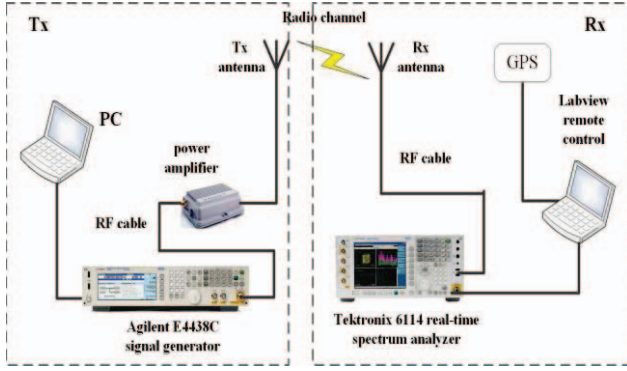 Tx
Radio channel
Rx
Tx
antenna
Rx
antenna
GPS
PC
Labview
remote
control
power
amplifier
RF cable
RF cable
Agilent E4438C
signal generator
Tektronix 6114 real-time
spectrum analyzer